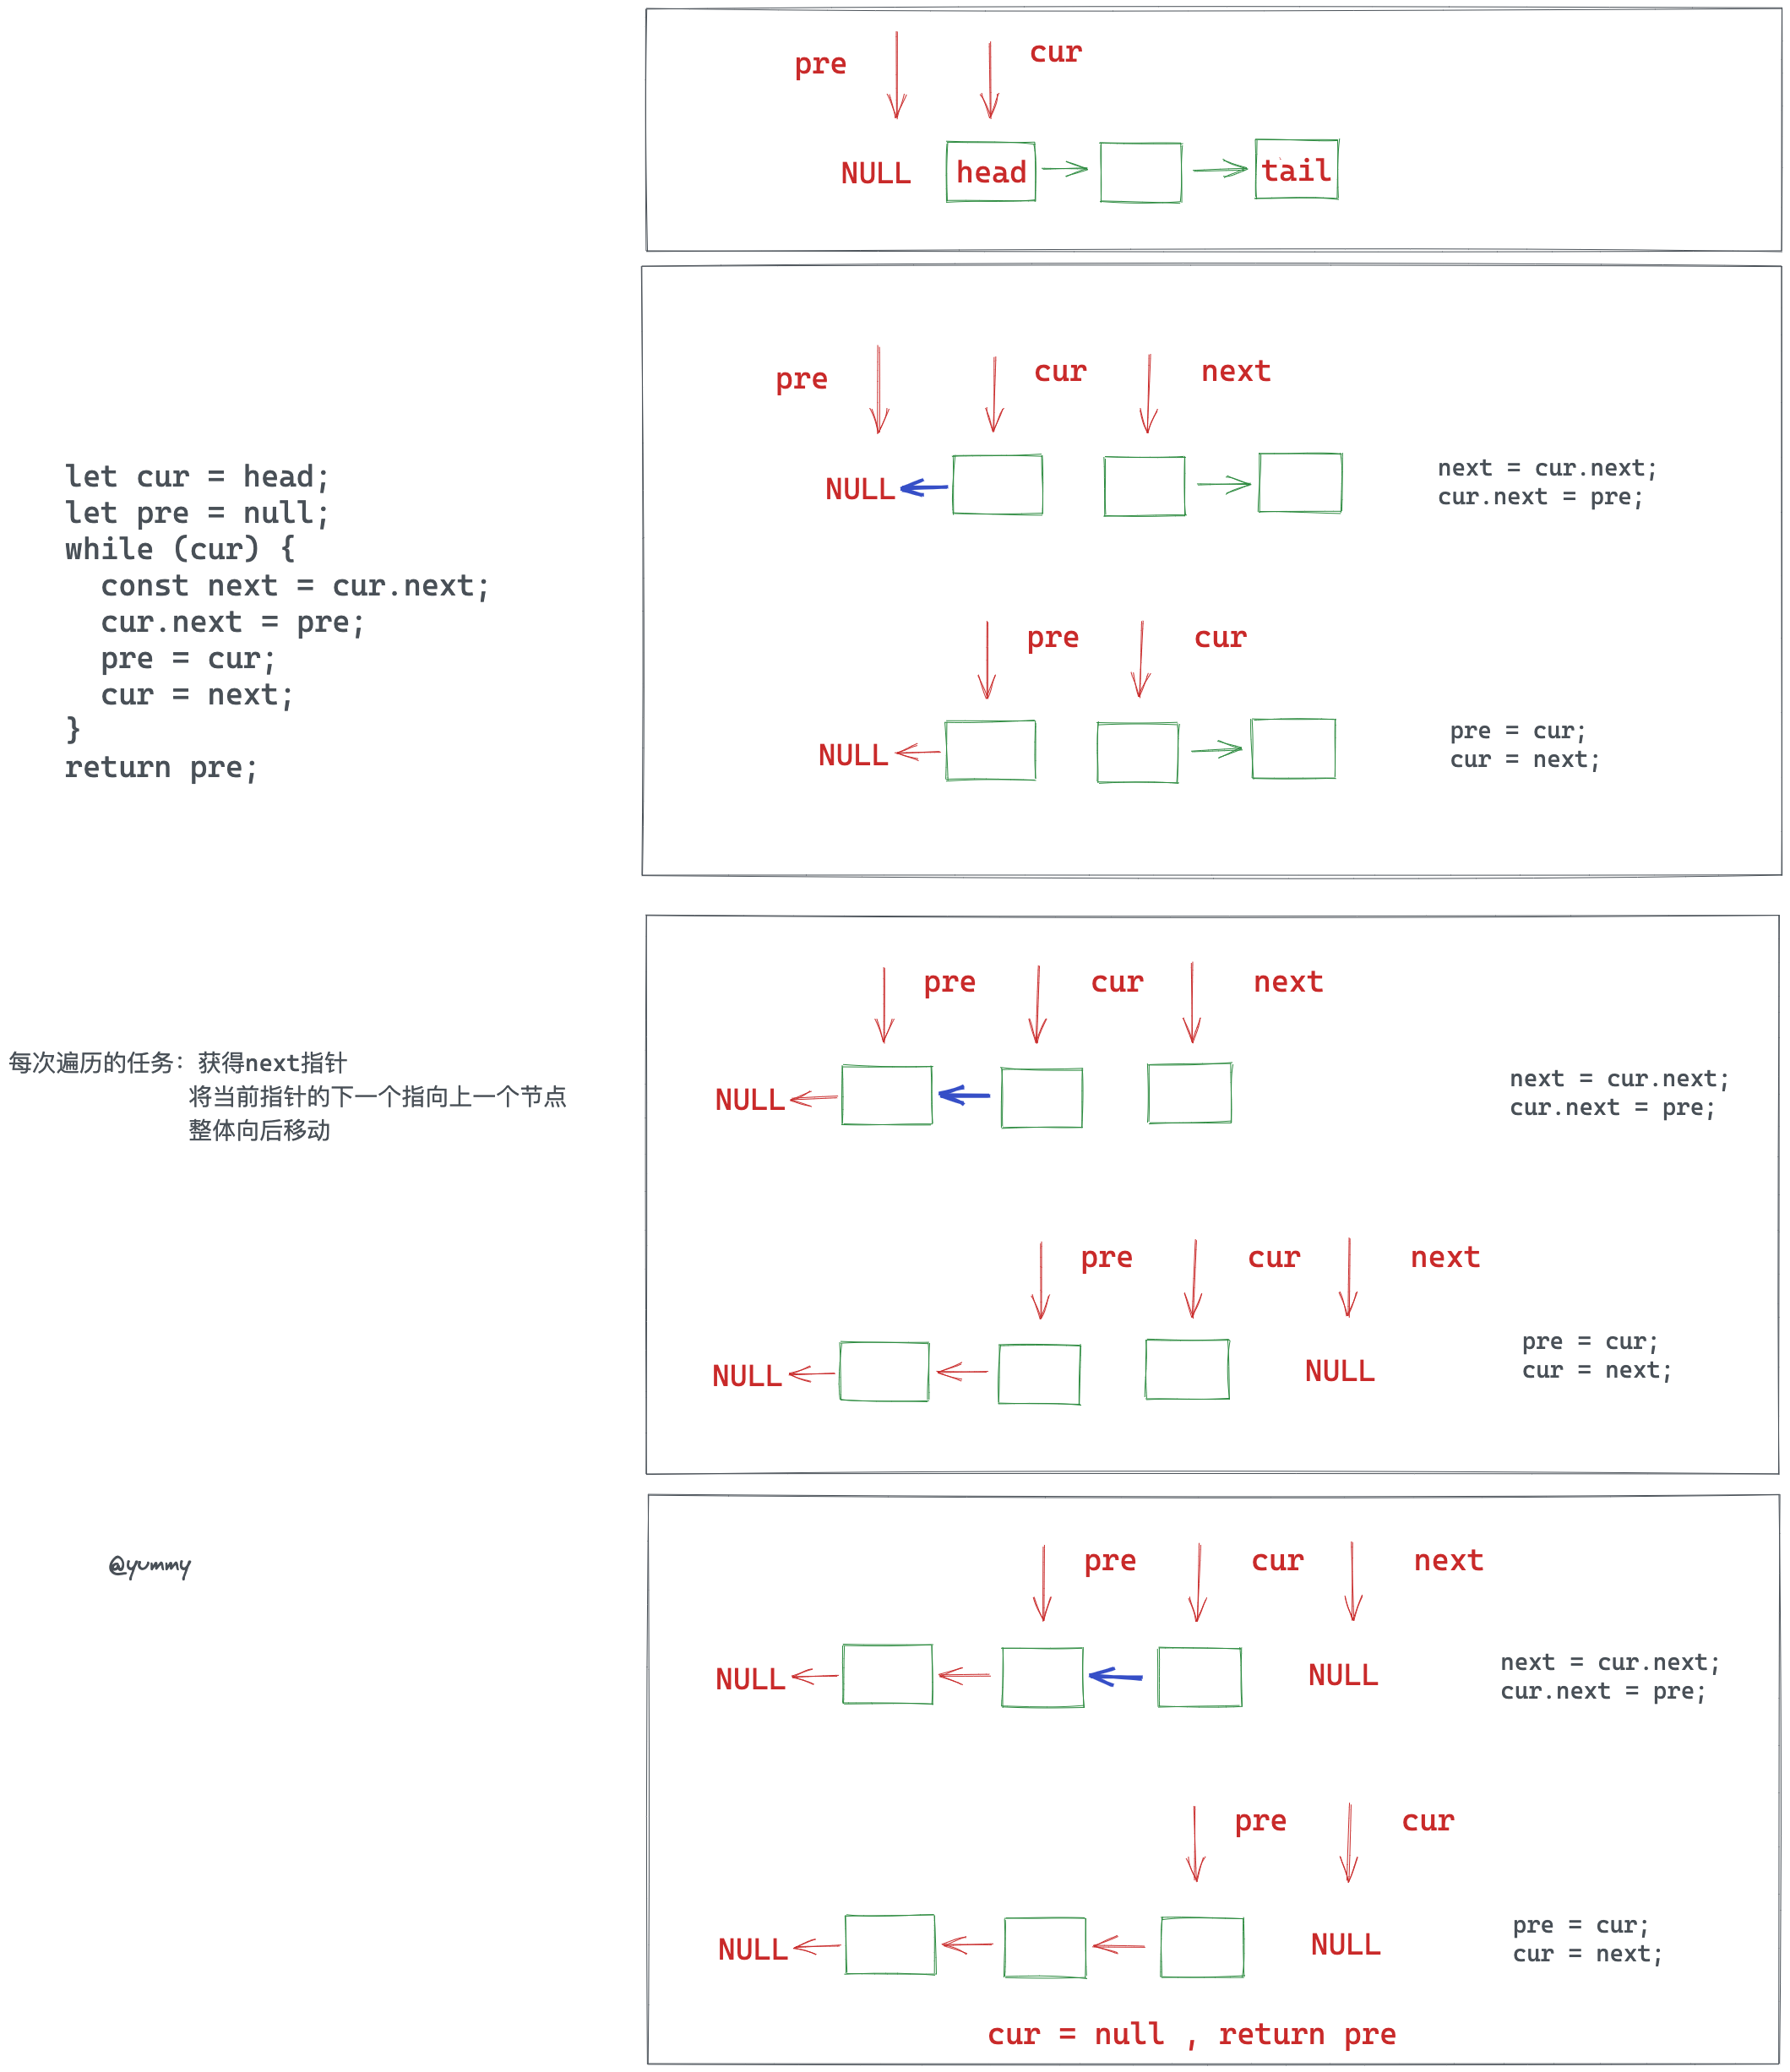 pre cur
NULL head tail
let cur = head;
let pre = null;
while (cur) {
  const next = cur.next;
  cur.next = pre;
  pre = cur;
  cur = next;
}
return pre;
pre cur next
NULL
next = cur.next;
cur.next = pre;
pre cur
NULL
pre = cur;
cur = next;
每次遍历的任务：获得next指针
将当前指针的下一个指向上一个节点
整体向后移动
pre cur next
NULL
next = cur.next;
cur.next = pre;
pre cur next
NULL NULL
pre = cur;
cur = next;
@yummy
pre cur next
NULL NULL
next = cur.next;
cur.next = pre;
pre cur
NULL NULL
pre = cur;
cur = next;
cur = null , return pre